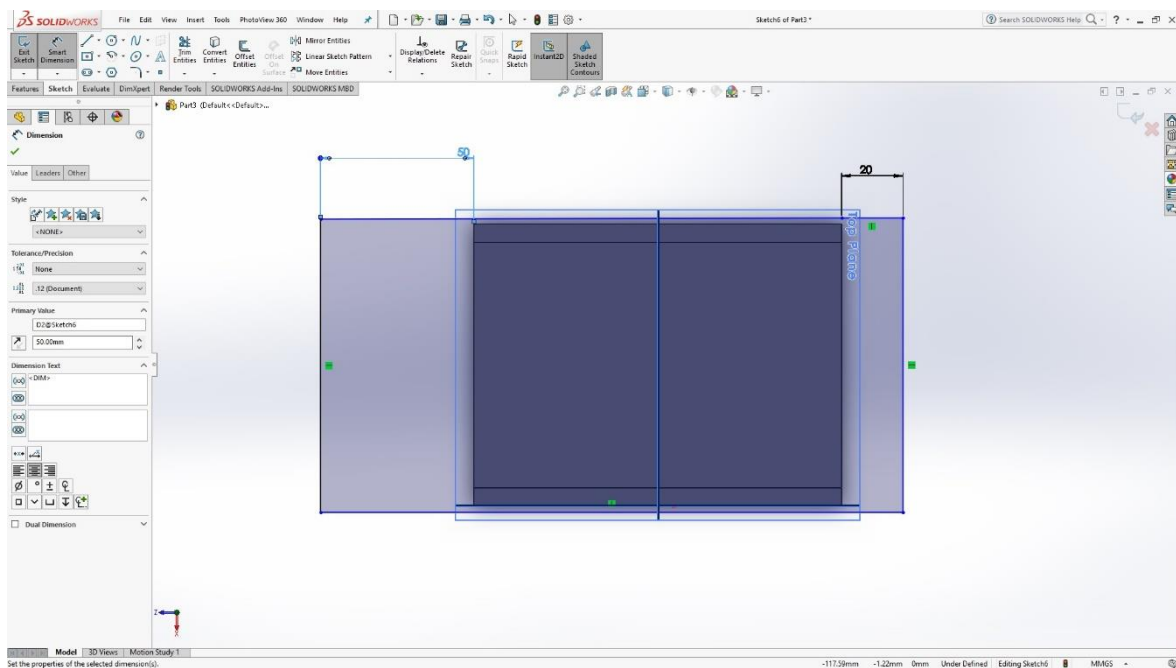 SOLIDWORKS File Edit View Insert Tools PhotoView 360 Window Help Sketch6 of Part3 * Search SOLIDWORKS Help
Exit Sketch Smart Dimension Trim Entities Convert Entities Offset Entities Offset On Surface Mirror Entities Linear Sketch Pattern More Entities Display/Delete Relations Repair Sketch Quick Snaps Rapid Sketch Instant2D Shaded Sketch Contours
Features Sketch Evaluate DimXpert Render Tools SOLIDWORKS Add-Ins SOLIDWORKS MBD
Part3 (Default<<Default>...
Dimension
Value Leaders Other
Style
<NONE>
Tolerance/Precision
None
.12 (Document)
Primary Value
D2@Sketch6
50.00mm
Dimension Text
<DIM>
Dual Dimension
50
20
Top Plane
Z
X
Model 3D Views Motion Study 1
Set the properties of the selected dimension(s). -117.59mm -1.22mm 0mm Under Defined Editing Sketch6 MMGS